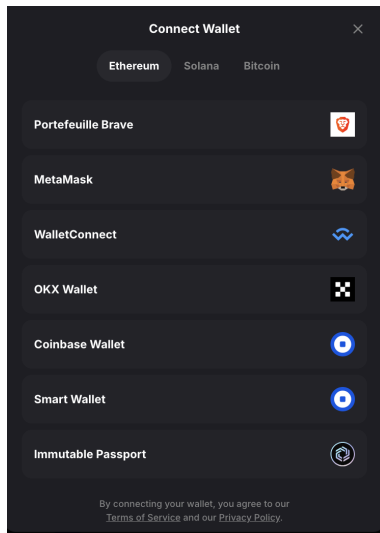 Connect Wallet
Ethereum Solana Bitcoin
Portefeuille Brave
MetaMask
WalletConnect
OKX Wallet
Coinbase Wallet
Smart Wallet
Immutable Passport
By connecting your wallet, you agree to our
Terms of Service and our Privacy Policy.